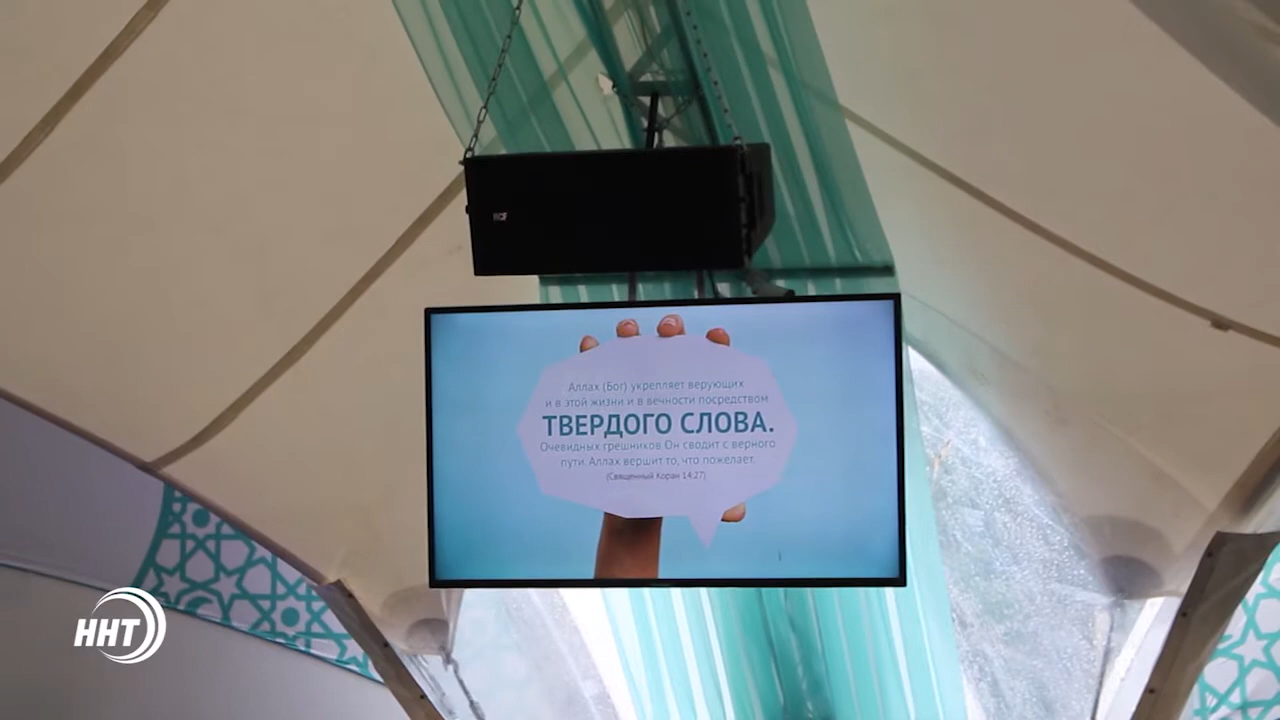 RCF
Аллах (Бог) укрепляет верующих
и в этой жизни и в вечности посредством
ТВЕРДОГО СЛОВА.
Очевидных грешников Он сводит с верного
пути. Аллах вершит то, что пожелает.
(Священный Коран 14:27)
ННТ